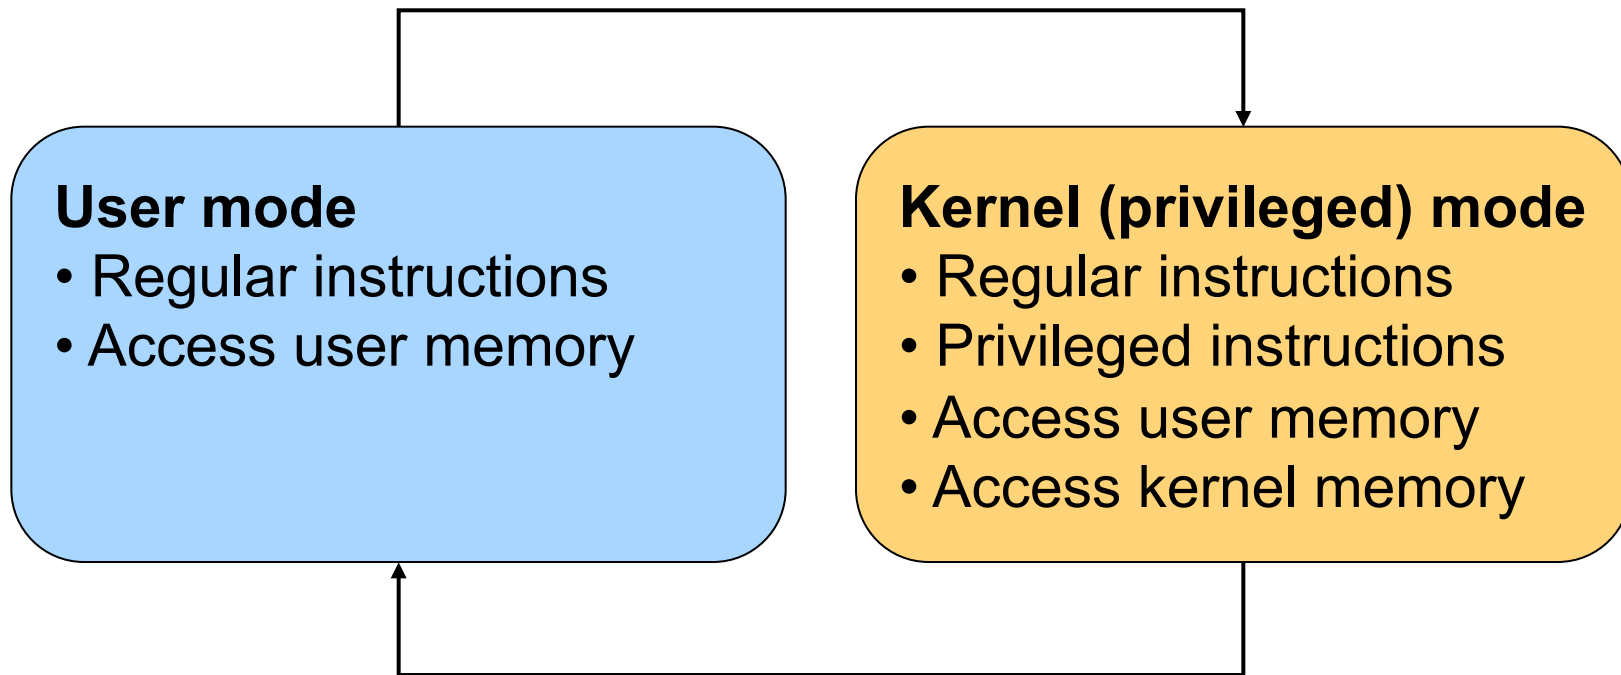 User mode
• Regular instructions
• Access user memory
Kernel (privileged) mode
• Regular instructions
• Privileged instructions
• Access user memory
• Access kernel memory